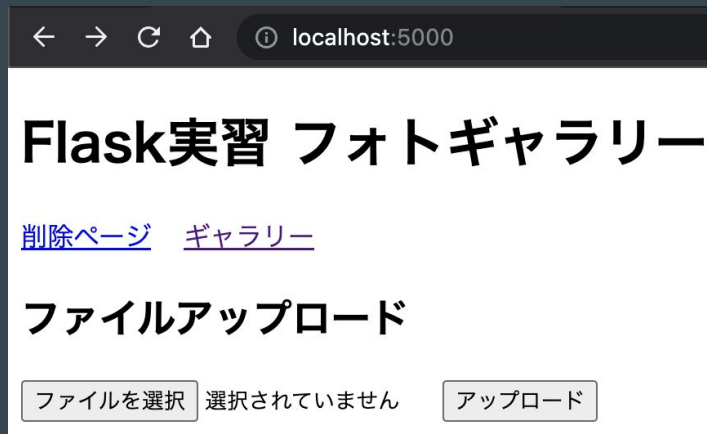 localhost:5000
Flask実習 フォトギャラリー
削除ページ ギャラリー
ファイルアップロード
ファイルを選択 選択されていません アップロード